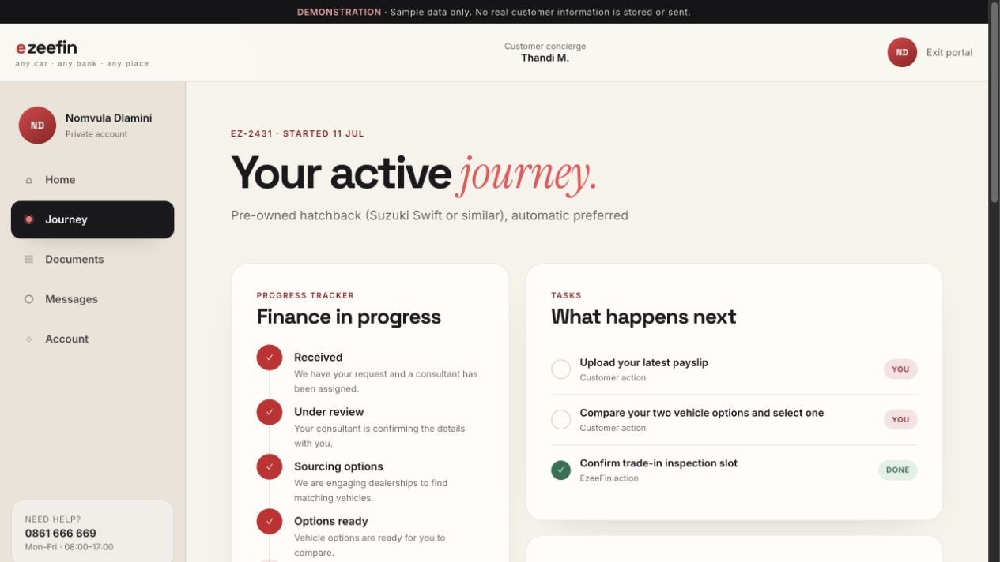 DEMONSTRATION · Sample data only. No real customer information is stored or sent.
ezeefin
any car · any bank · any place
Customer concierge
Thandi M.
ND
Exit portal
ND
Nomvula Dlamini
Private account
Home
Journey
Documents
Messages
Account
NEED HELP?
0861 666 669
Mon–Fri · 08:00–17:00
EZ-2431 · STARTED 11 JUL
Your active journey.
Pre-owned hatchback (Suzuki Swift or similar), automatic preferred
PROGRESS TRACKER
Finance in progress
Received
We have your request and a consultant has
been assigned.
Under review
Your consultant is confirming the details
with you.
Sourcing options
We are engaging dealerships to find
matching vehicles.
Options ready
Vehicle options are ready for you to
compare.
TASKS
What happens next
Upload your latest payslip
Customer action
YOU
Compare your two vehicle options and select one
Customer action
YOU
Confirm trade-in inspection slot
EzeeFin action
DONE